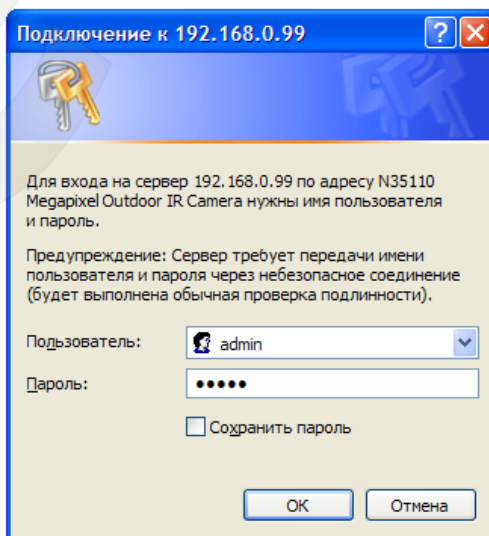 Подключение к 192.168.0.99
Для входа на сервер 192.168.0.99 по адресу N35110
Megapixel Outdoor IR Camera нужны имя пользователя
и пароль.
Предупреждение: Сервер требует передачи имени
пользователя и пароля через небезопасное соединение
(будет выполнена обычная проверка подлинности).
Пользователь: admin
Пароль: •••••
Сохранить пароль
OK Отмена